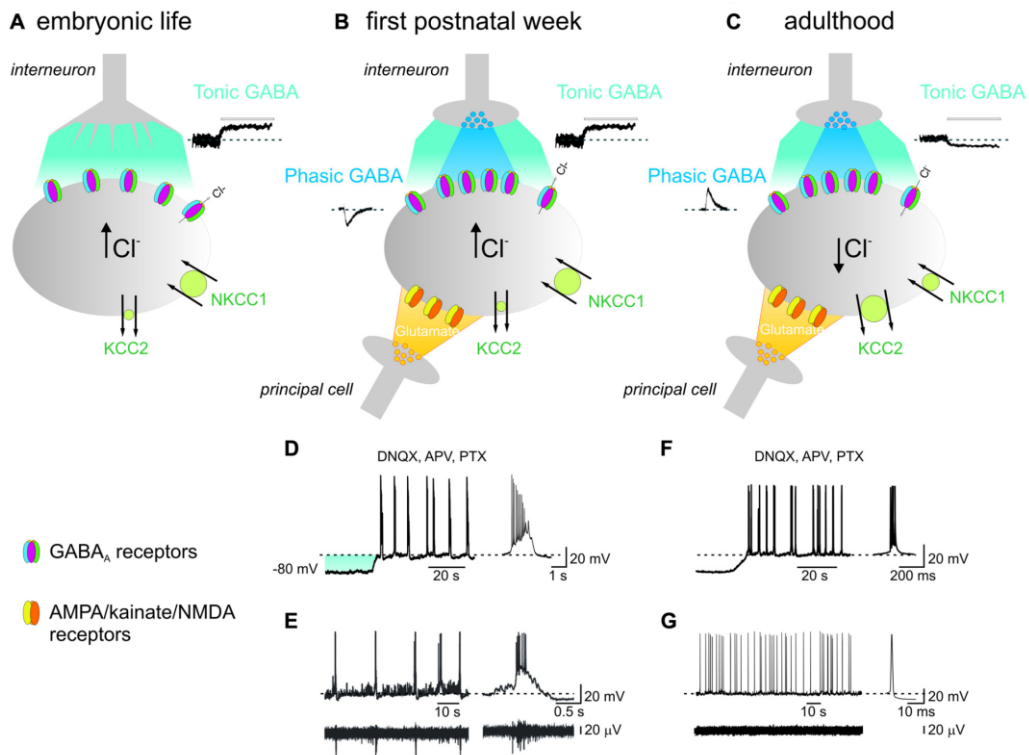 A embryonic life
interneuron
Tonic GABA
Cl-
Cl-
NKCC1
KCC2
B first postnatal week
interneuron
Tonic GABA
Phasic GABA
Cl-
Cl-
NKCC1
Glutamate
KCC2
principal cell
C adulthood
interneuron
Tonic GABA
Phasic GABA
Cl-
Cl-
NKCC1
Glutamate
KCC2
principal cell
GABAA receptors
AMPA/kainate/NMDA
receptors
D
DNQX, APV, PTX
-80 mV
20 s
20 mV
1 s
F
DNQX, APV, PTX
20 s
20 mV
200 ms
E
10 s
20 mV
0.5 s
20 µV
G
10 s
20 mV
10 ms
20 µV